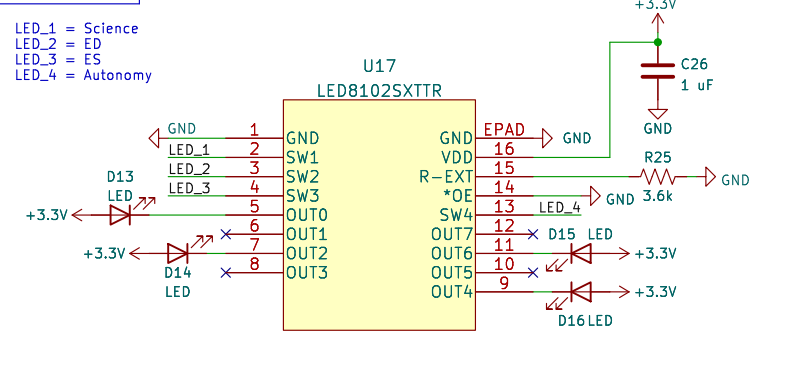 +3.3V
LED_1 = Science
LED_2 = ED
LED_3 = ES
LED_4 = Autonomy
C26
1 uF
GND
U17
LED8102SXTTR
GND 1 GND
LED_1 2 SW1
LED_2 3 SW2
LED_3 4 SW3
D13
LED
+3.3V 5 OUT0
6 OUT1
+3.3V 7 OUT2
D14
LED
8 OUT3
GND EPAD GND
VDD 16
R-EXT 15 R25 GND
3.6k
*OE 14 GND
SW4 13 LED_4
OUT7 12
D15 LED
OUT6 11 +3.3V
OUT5 10
OUT4 9 +3.3V
D16 LED